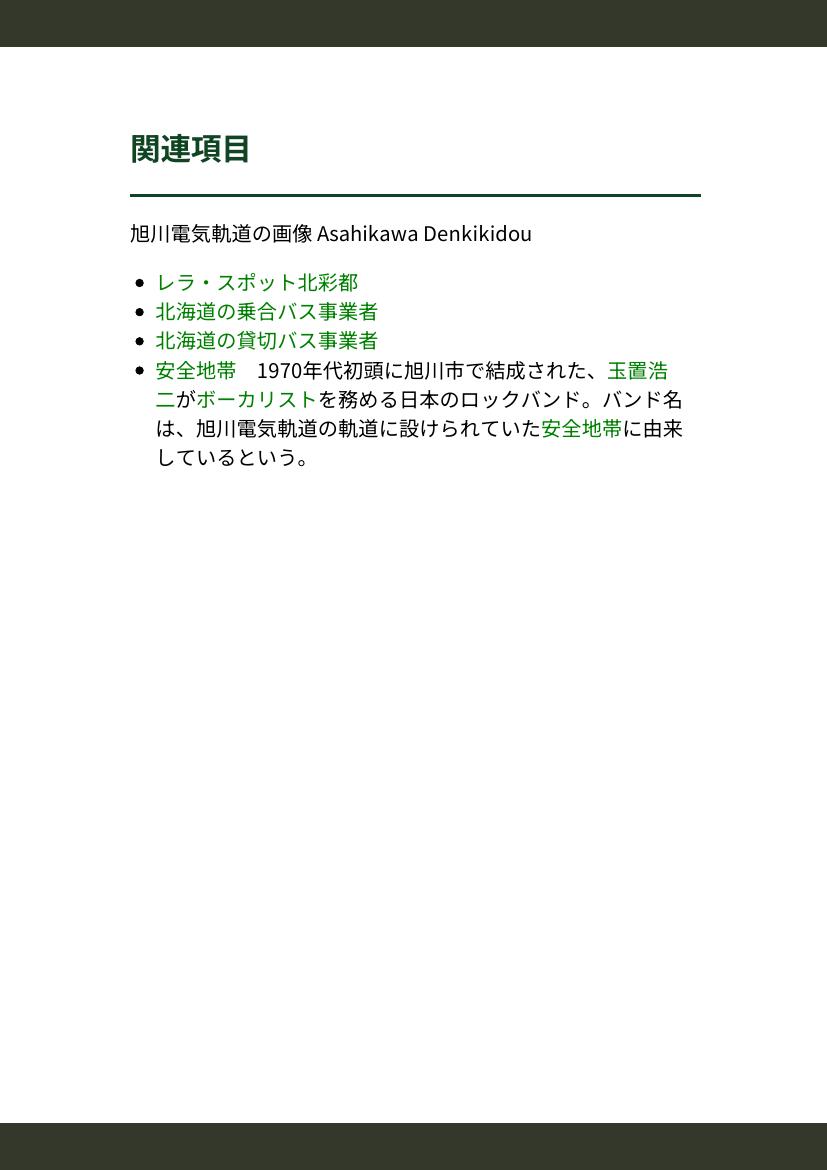 関連項目
旭川電気軌道の画像 Asahikawa Denkikidou
レラ・スポット北彩都
北海道の乗合バス事業者
北海道の貸切バス事業者
安全地帯　1970年代初頭に旭川市で結成された、玉置浩
二がボーカリストを務める日本のロックバンド。バンド名
は、旭川電気軌道の軌道に設けられていた安全地帯に由来
しているという。